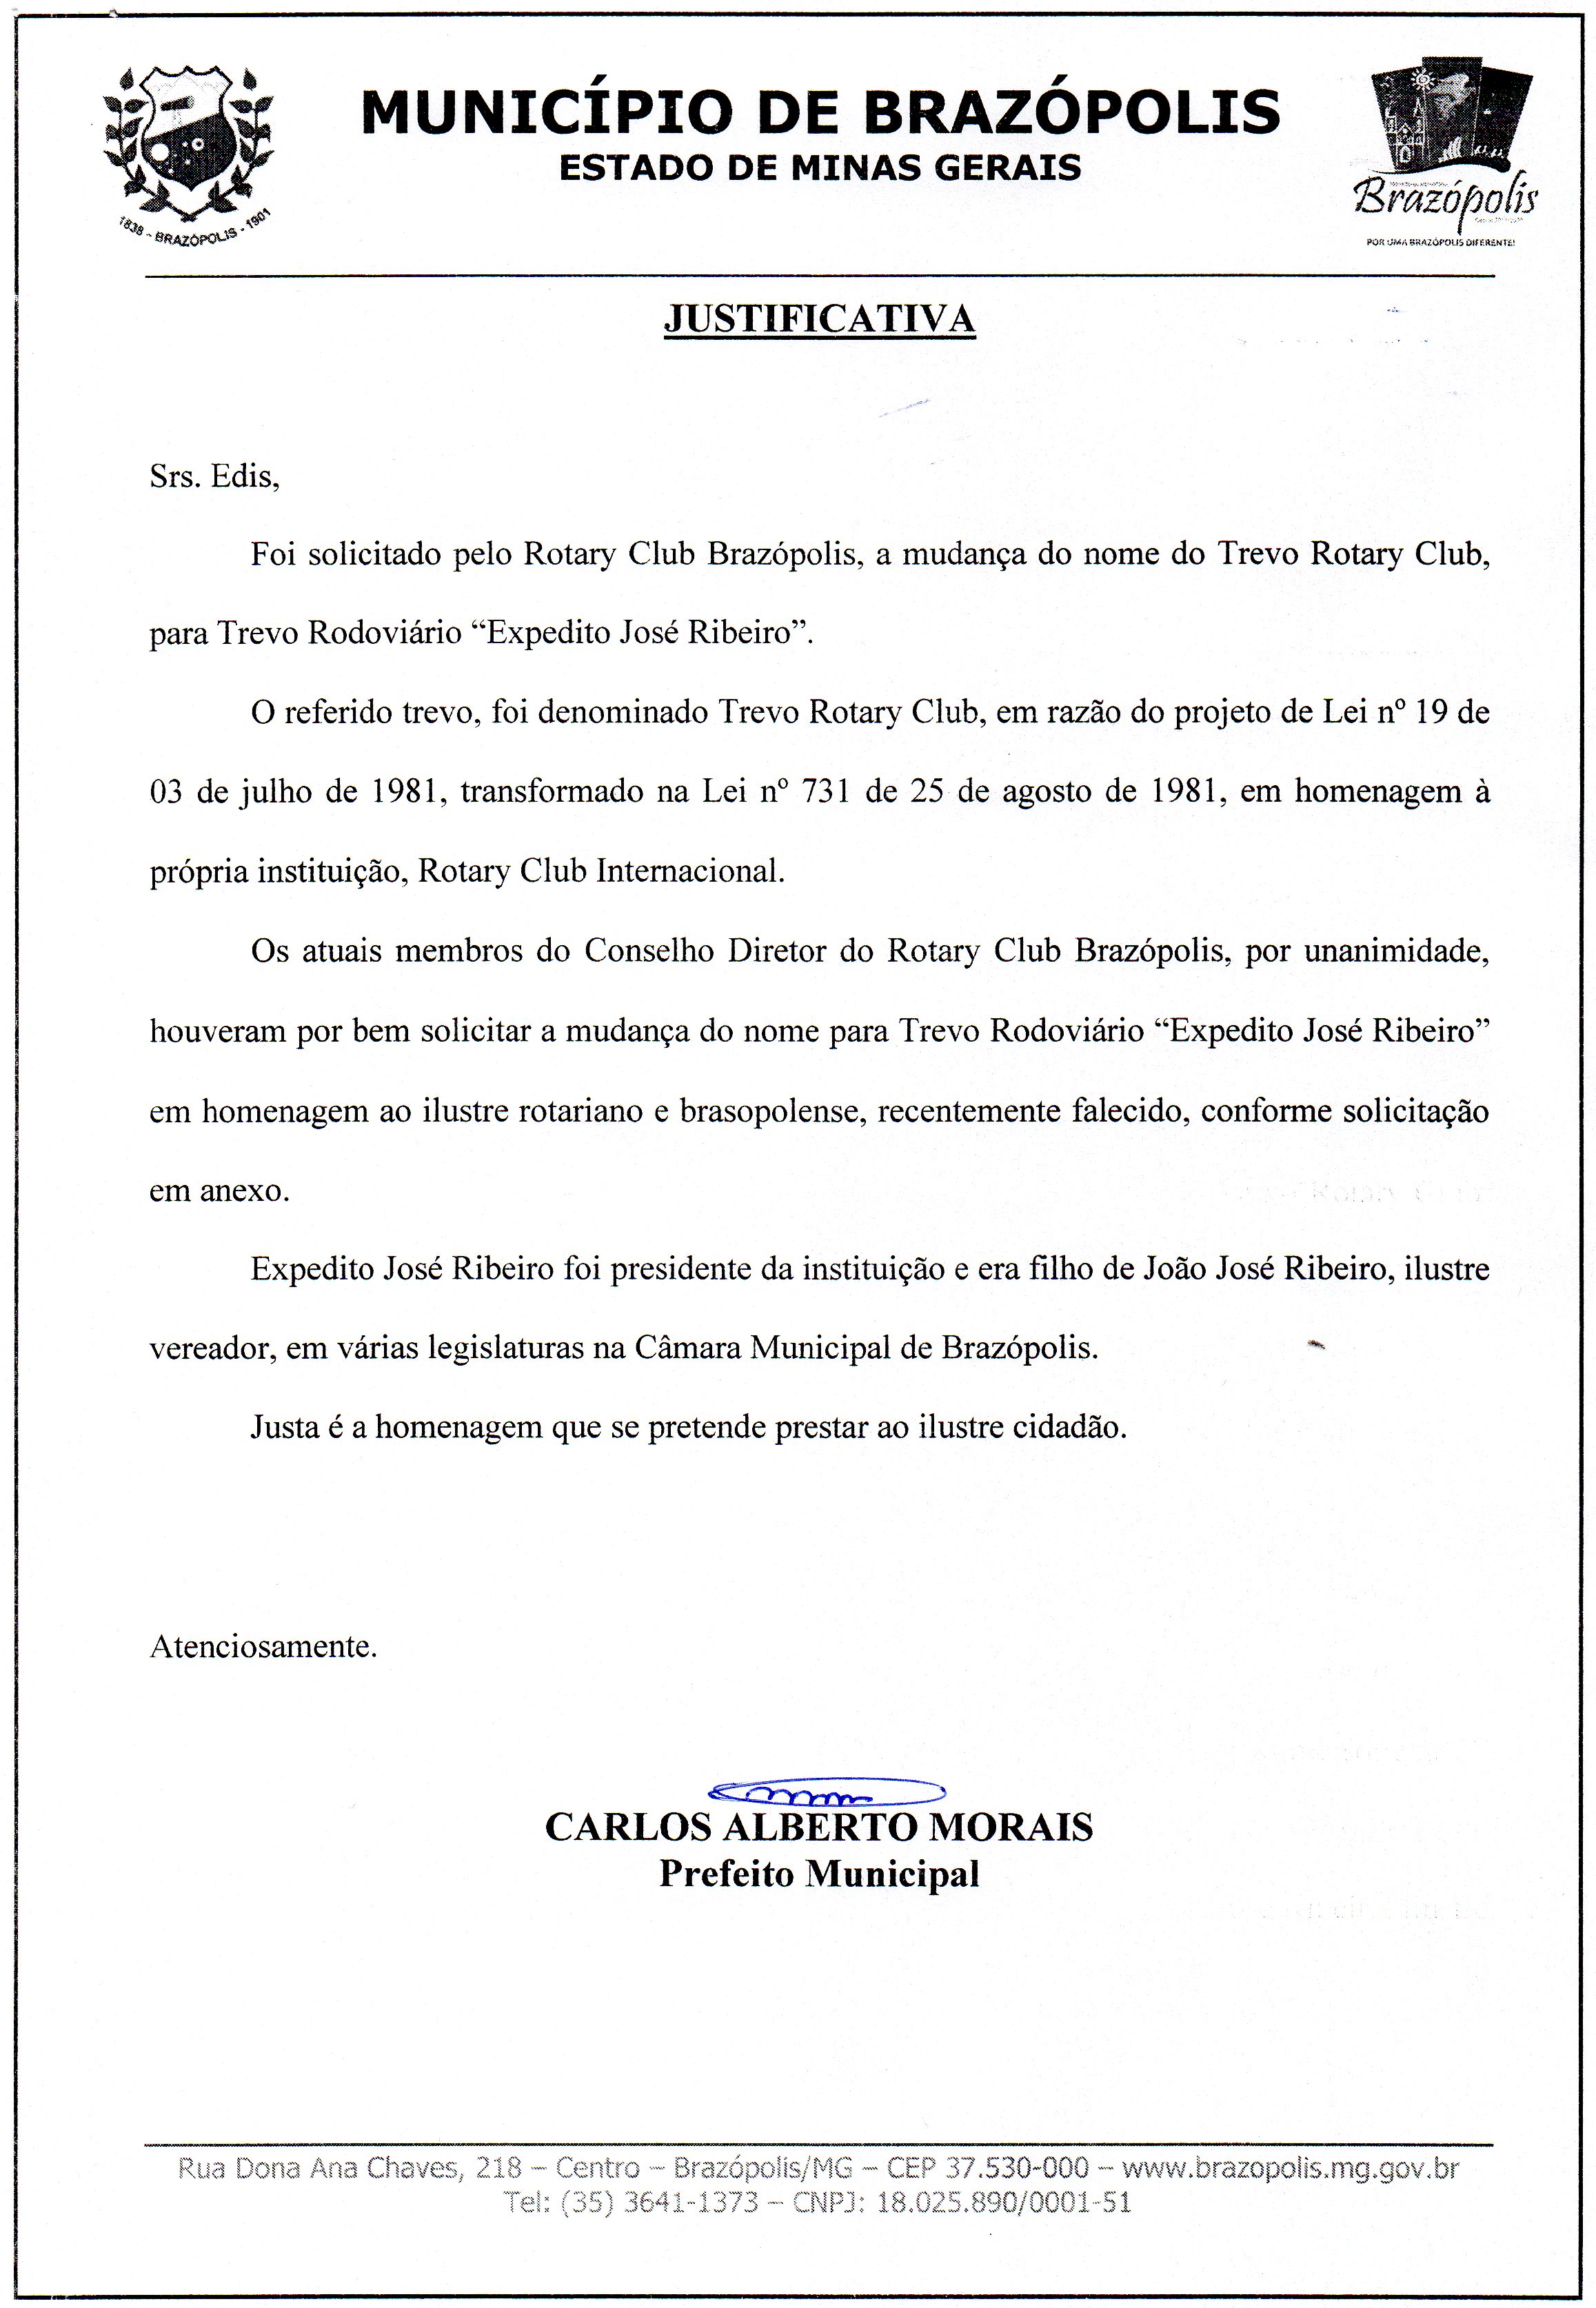 MUNICÍPIO DE BRAZÓPOLIS
ESTADO DE MINAS GERAIS
1838 - BRAZÓPOLIS - 1901
Brazópolis
POR UMA BRAZÓPOLIS DIFERENTE!
JUSTIFICATIVA
Srs. Edis,
Foi solicitado pelo Rotary Club Brazópolis, a mudança do nome do Trevo Rotary Club,
para Trevo Rodoviário “Expedito José Ribeiro”.
O referido trevo, foi denominado Trevo Rotary Club, em razão do projeto de Lei nº 19 de
03 de julho de 1981, transformado na Lei nº 731 de 25 de agosto de 1981, em homenagem à
própria instituição, Rotary Club Internacional.
Os atuais membros do Conselho Diretor do Rotary Club Brazópolis, por unanimidade,
houveram por bem solicitar a mudança do nome para Trevo Rodoviário “Expedito José Ribeiro”
em homenagem ao ilustre rotariano e brasopolense, recentemente falecido, conforme solicitação
em anexo.
Expedito José Ribeiro foi presidente da instituição e era filho de João José Ribeiro, ilustre
vereador, em várias legislaturas na Câmara Municipal de Brazópolis.
Justa é a homenagem que se pretende prestar ao ilustre cidadão.
Atenciosamente.
CARLOS ALBERTO MORAIS
Prefeito Municipal
Rua Dona Ana Chaves, 218 – Centro – Brazópolis/MG – CEP 37.530-000 – www.brazopolis.mg.gov.br
Tel: (35) 3641-1373 – CNPJ: 18.025.890/0001-51